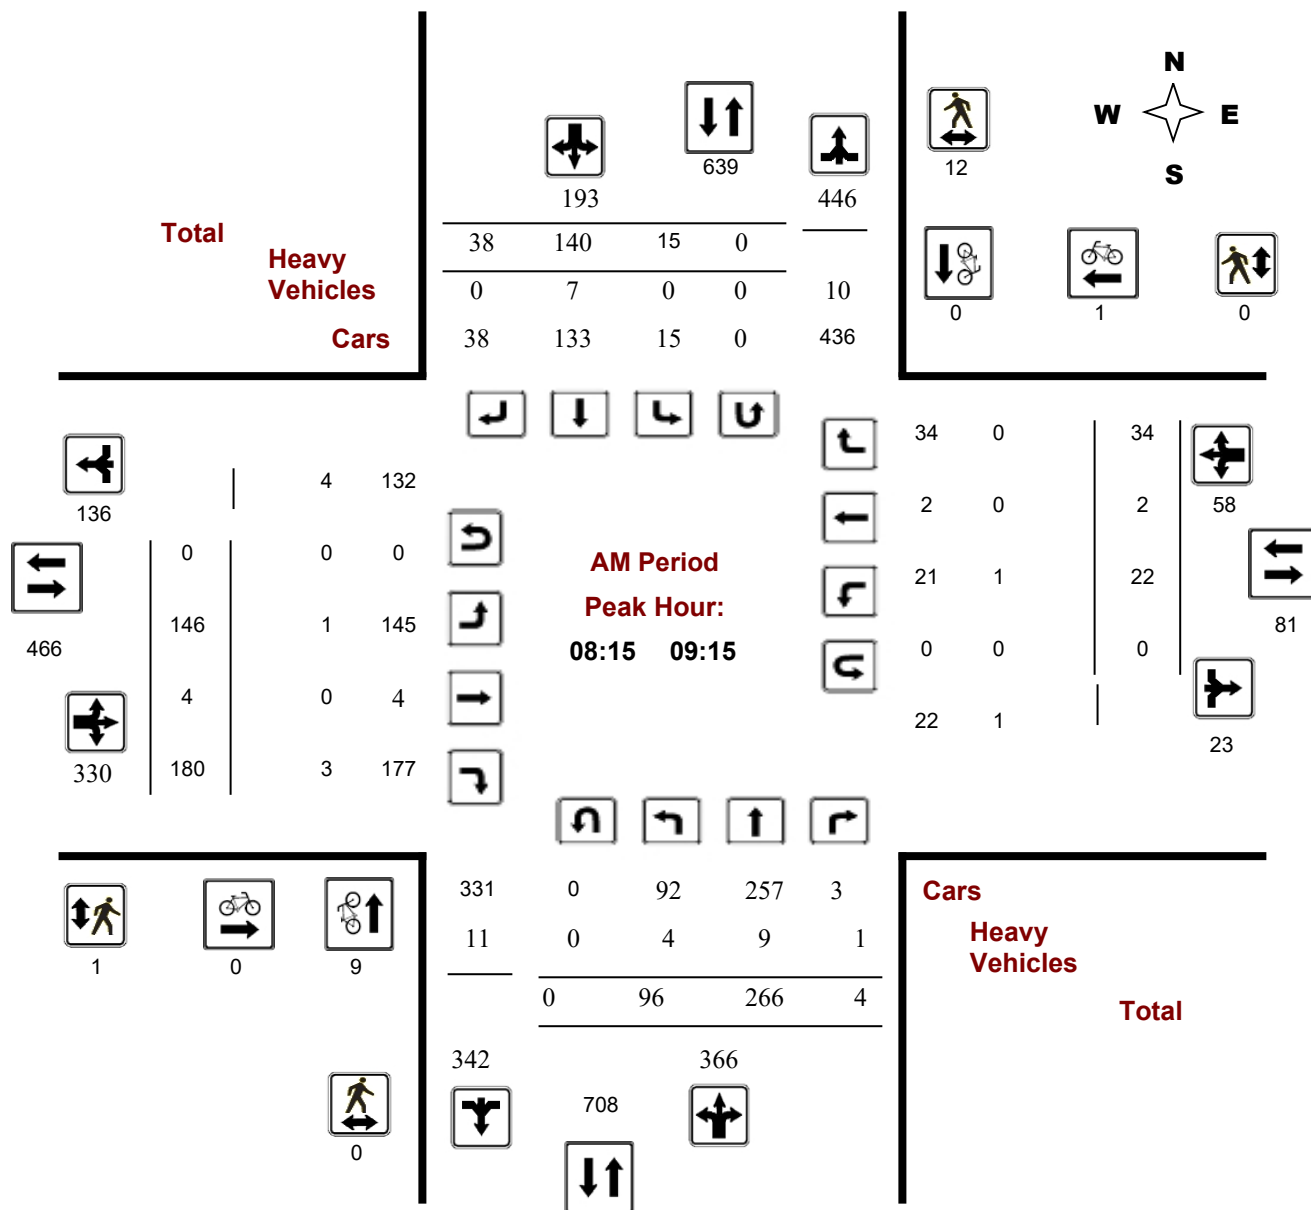 N
W E
S
639
12
193 446
Total
38 140 15 0
Heavy
Vehicles
0 7 0 0 10
0 1 0
Cars
38 133 15 0 436
34 0 34
4 132
2 0 2 58
136
0 0 0
AM Period
21 1 22
Peak Hour:
146 1 145
81
466
08:15 09:15
0 0 0
4 0 4
22 1
23
330 180 3 177
331 0 92 257 3
Cars
11 0 4 9 1
Heavy
Vehicles
1 0 9
0 96 266 4
Total
342 366
708
0